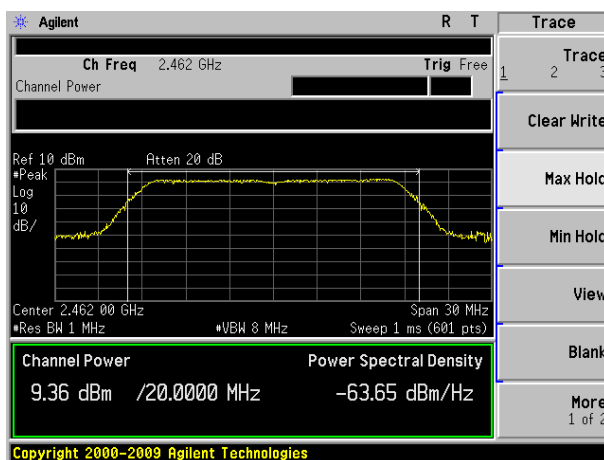 Agilent R T Trace
Ch Freq 2.462 GHz Trig Free
Channel Power
Trace
1 2 3
Clear Write
Max Hold
Min Hold
View
Blank
More
1 of 2
Ref 10 dBm Atten 20 dB
#Peak
Log
10
dB/
Center 2.462 00 GHz Span 30 MHz
#Res BW 1 MHz #VBW 8 MHz Sweep 1 ms (601 pts)
Channel Power Power Spectral Density
9.36 dBm /20.0000 MHz -63.65 dBm/Hz
Copyright 2000-2009 Agilent Technologies